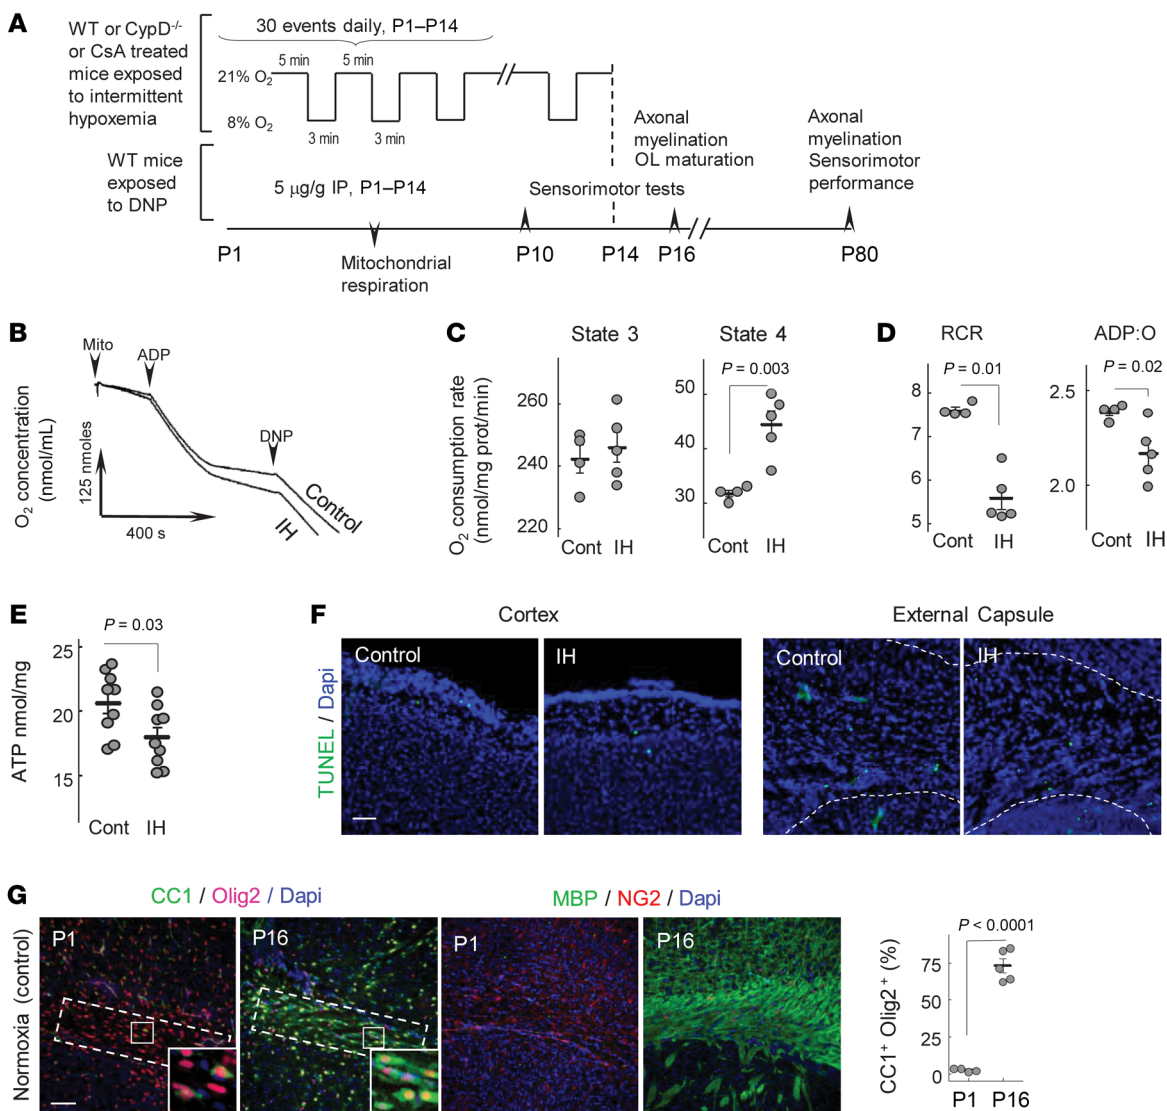 A
WT or CypD-/-
or CsA treated
mice exposed
to intermittent
hypoxemia
30 events daily, P1–P14
5 min
5 min
21% O2
8% O2
3 min
3 min
WT mice
exposed
to DNP
5 μg/g IP, P1–P14
Sensorimotor tests
Axonal
myelination
OL maturation
Axonal
myelination
Sensorimotor
performance
P1
P10
P14
P16
P80
Mitochondrial
respiration
B
Mito
ADP
DNP
O2 concentration
(nmol/mL)
125 nmoles
400 s
Control
IH
C
State 3
State 4
O2 consumption rate
(nmol/mg prot/min)
260
240
220
Cont
IH
P = 0.003
50
40
30
Cont
IH
D
RCR
ADP:O
P = 0.01
8
7
6
5
Cont
IH
P = 0.02
2.5
2.0
Cont
IH
E
P = 0.03
ATP nmol/mg
25
20
15
Cont
IH
F
Cortex
External Capsule
TUNEL / Dapi
Control
IH
Control
IH
G
CC1 / Olig2 / Dapi
MBP / NG2 / Dapi
Normoxia (control)
P1
P16
P1
P16
P < 0.0001
CC1+ Olig2+ (%)
75
50
25
0
P1
P16